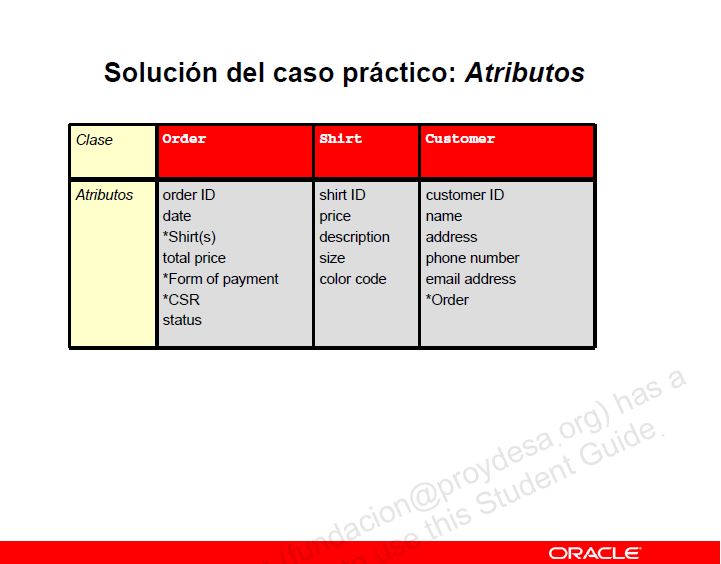 Solución del caso práctico: Atributos
Clase
Order
Shirt
Customer
Atributos
order ID
date
*Shirt(s)
total price
*Form of payment
*CSR
status
shirt ID
price
description
size
color code
customer ID
name
address
phone number
email address
*Order
(fundacion@proydesa.org) has a
use this Student Guide.
ORACLE